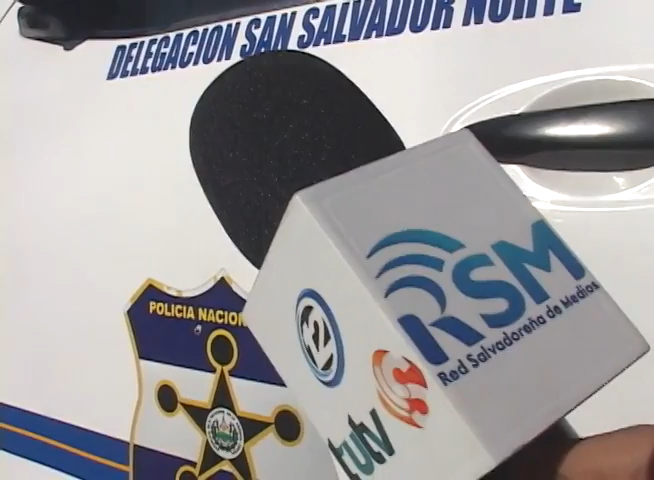 DELEGACION SAN SALVADOR NORTE
POLICIA NACION
RSM
Red Salvadoreña de Medios
12
tutv